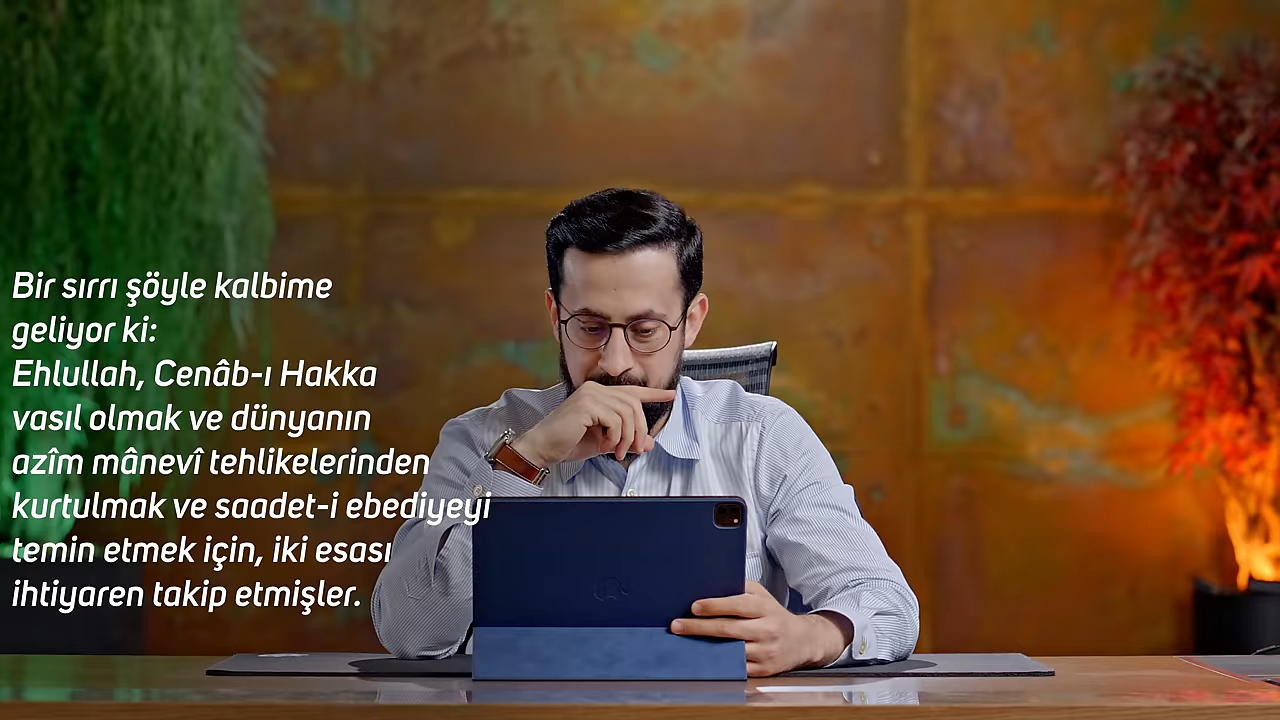 Bir sırrı şöyle kalbime
geliyor ki:
Ehlullah, Cenâb-ı Hakka
vasıl olmak ve dünyanın
azîm mânevî tehlikelerinden
kurtulmak ve saadet-i ebediyeyi
temin etmek için, iki esası
ihtiyaren takip etmişler.